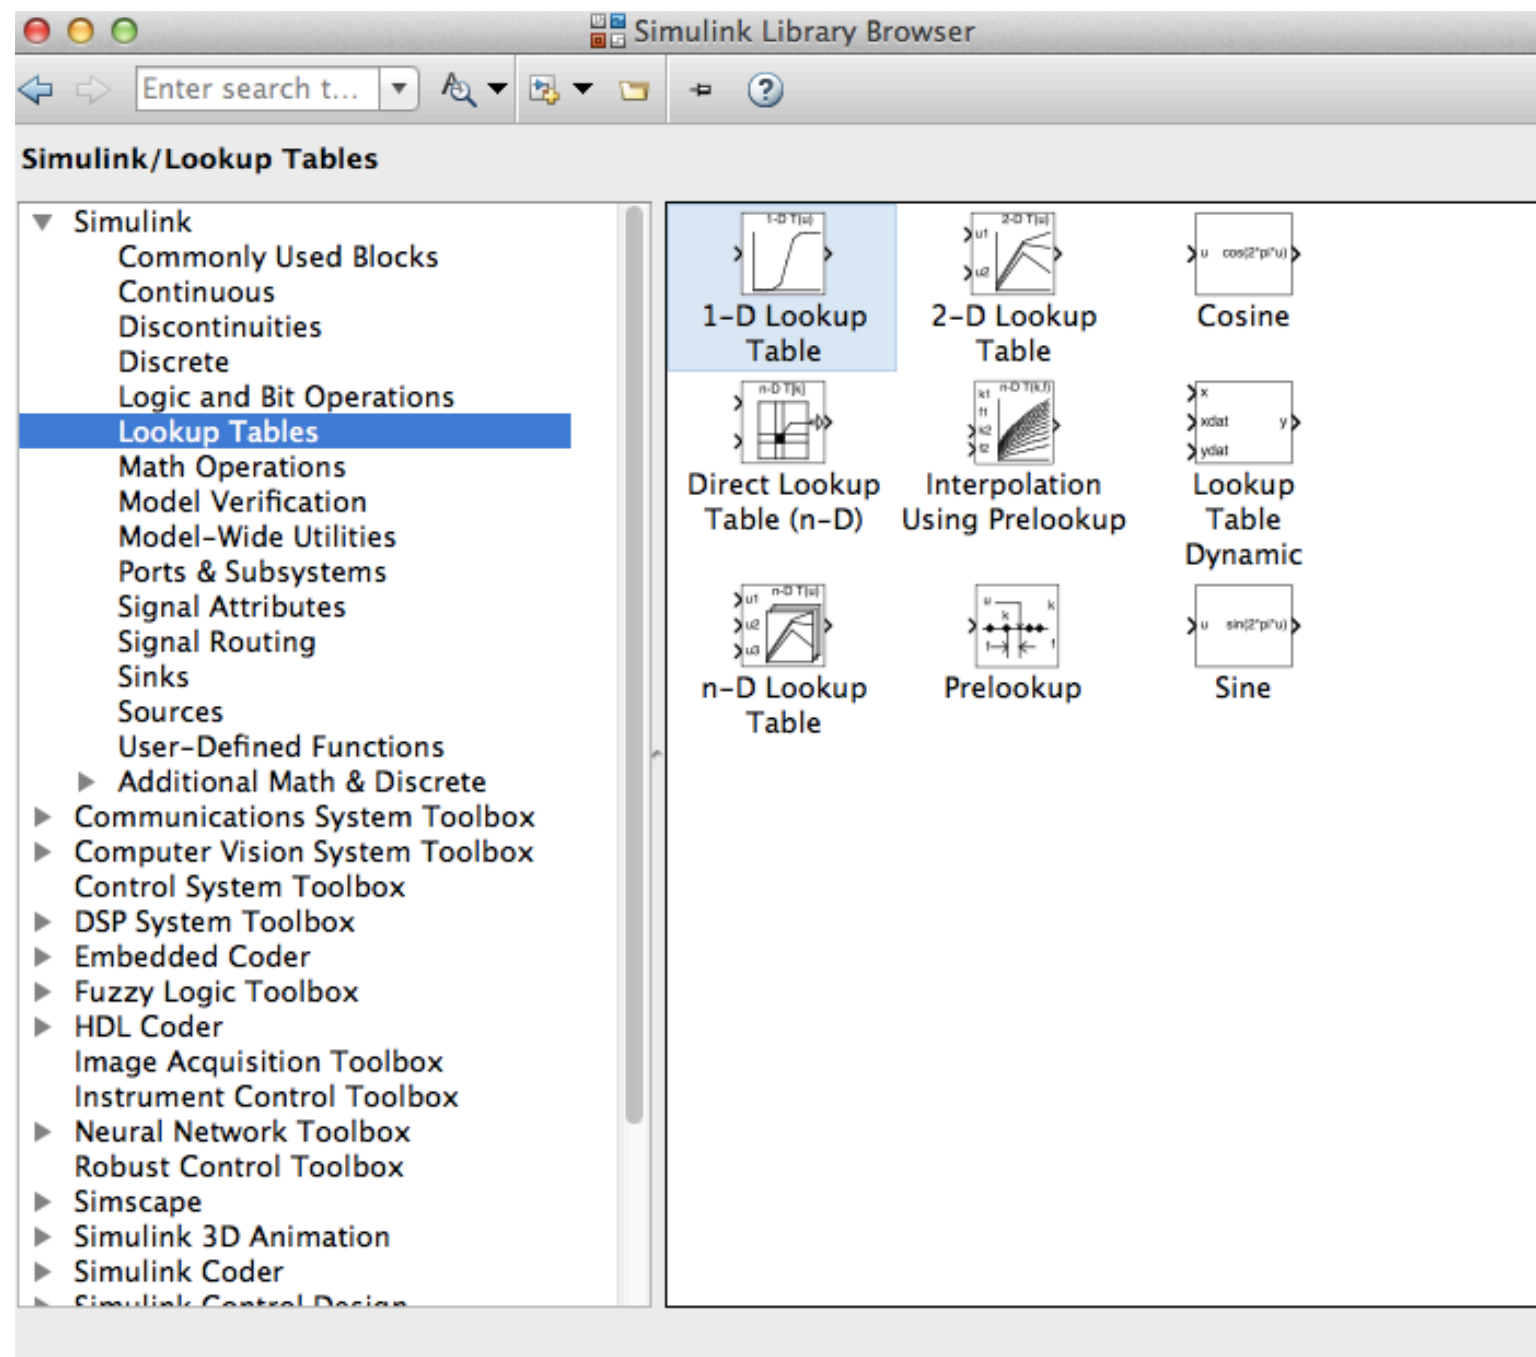 Simulink Library Browser
Enter search t...
Simulink/Lookup Tables
Simulink
Commonly Used Blocks
Continuous
Discontinuities
Discrete
Logic and Bit Operations
Lookup Tables
Math Operations
Model Verification
Model-Wide Utilities
Ports & Subsystems
Signal Attributes
Signal Routing
Sinks
Sources
User-Defined Functions
Additional Math & Discrete
Communications System Toolbox
Computer Vision System Toolbox
Control System Toolbox
DSP System Toolbox
Embedded Coder
Fuzzy Logic Toolbox
HDL Coder
Image Acquisition Toolbox
Instrument Control Toolbox
Neural Network Toolbox
Robust Control Toolbox
Simscape
Simulink 3D Animation
Simulink Coder
Simulink Control Design
1-D T(u)
1-D Lookup
Table
2-D T(u)
u1
u2
2-D Lookup
Table
u cos(2*pi*u)
Cosine
n-D T[k]
Direct Lookup
Table (n-D)
n-D T(k,f)
k1
f1
k2
f2
Interpolation
Using Prelookup
x
xdat y
ydat
Lookup
Table
Dynamic
n-D T(u)
u1
u2
u3
n-D Lookup
Table
u
k
k
f
f
Prelookup
u sin(2*pi*u)
Sine